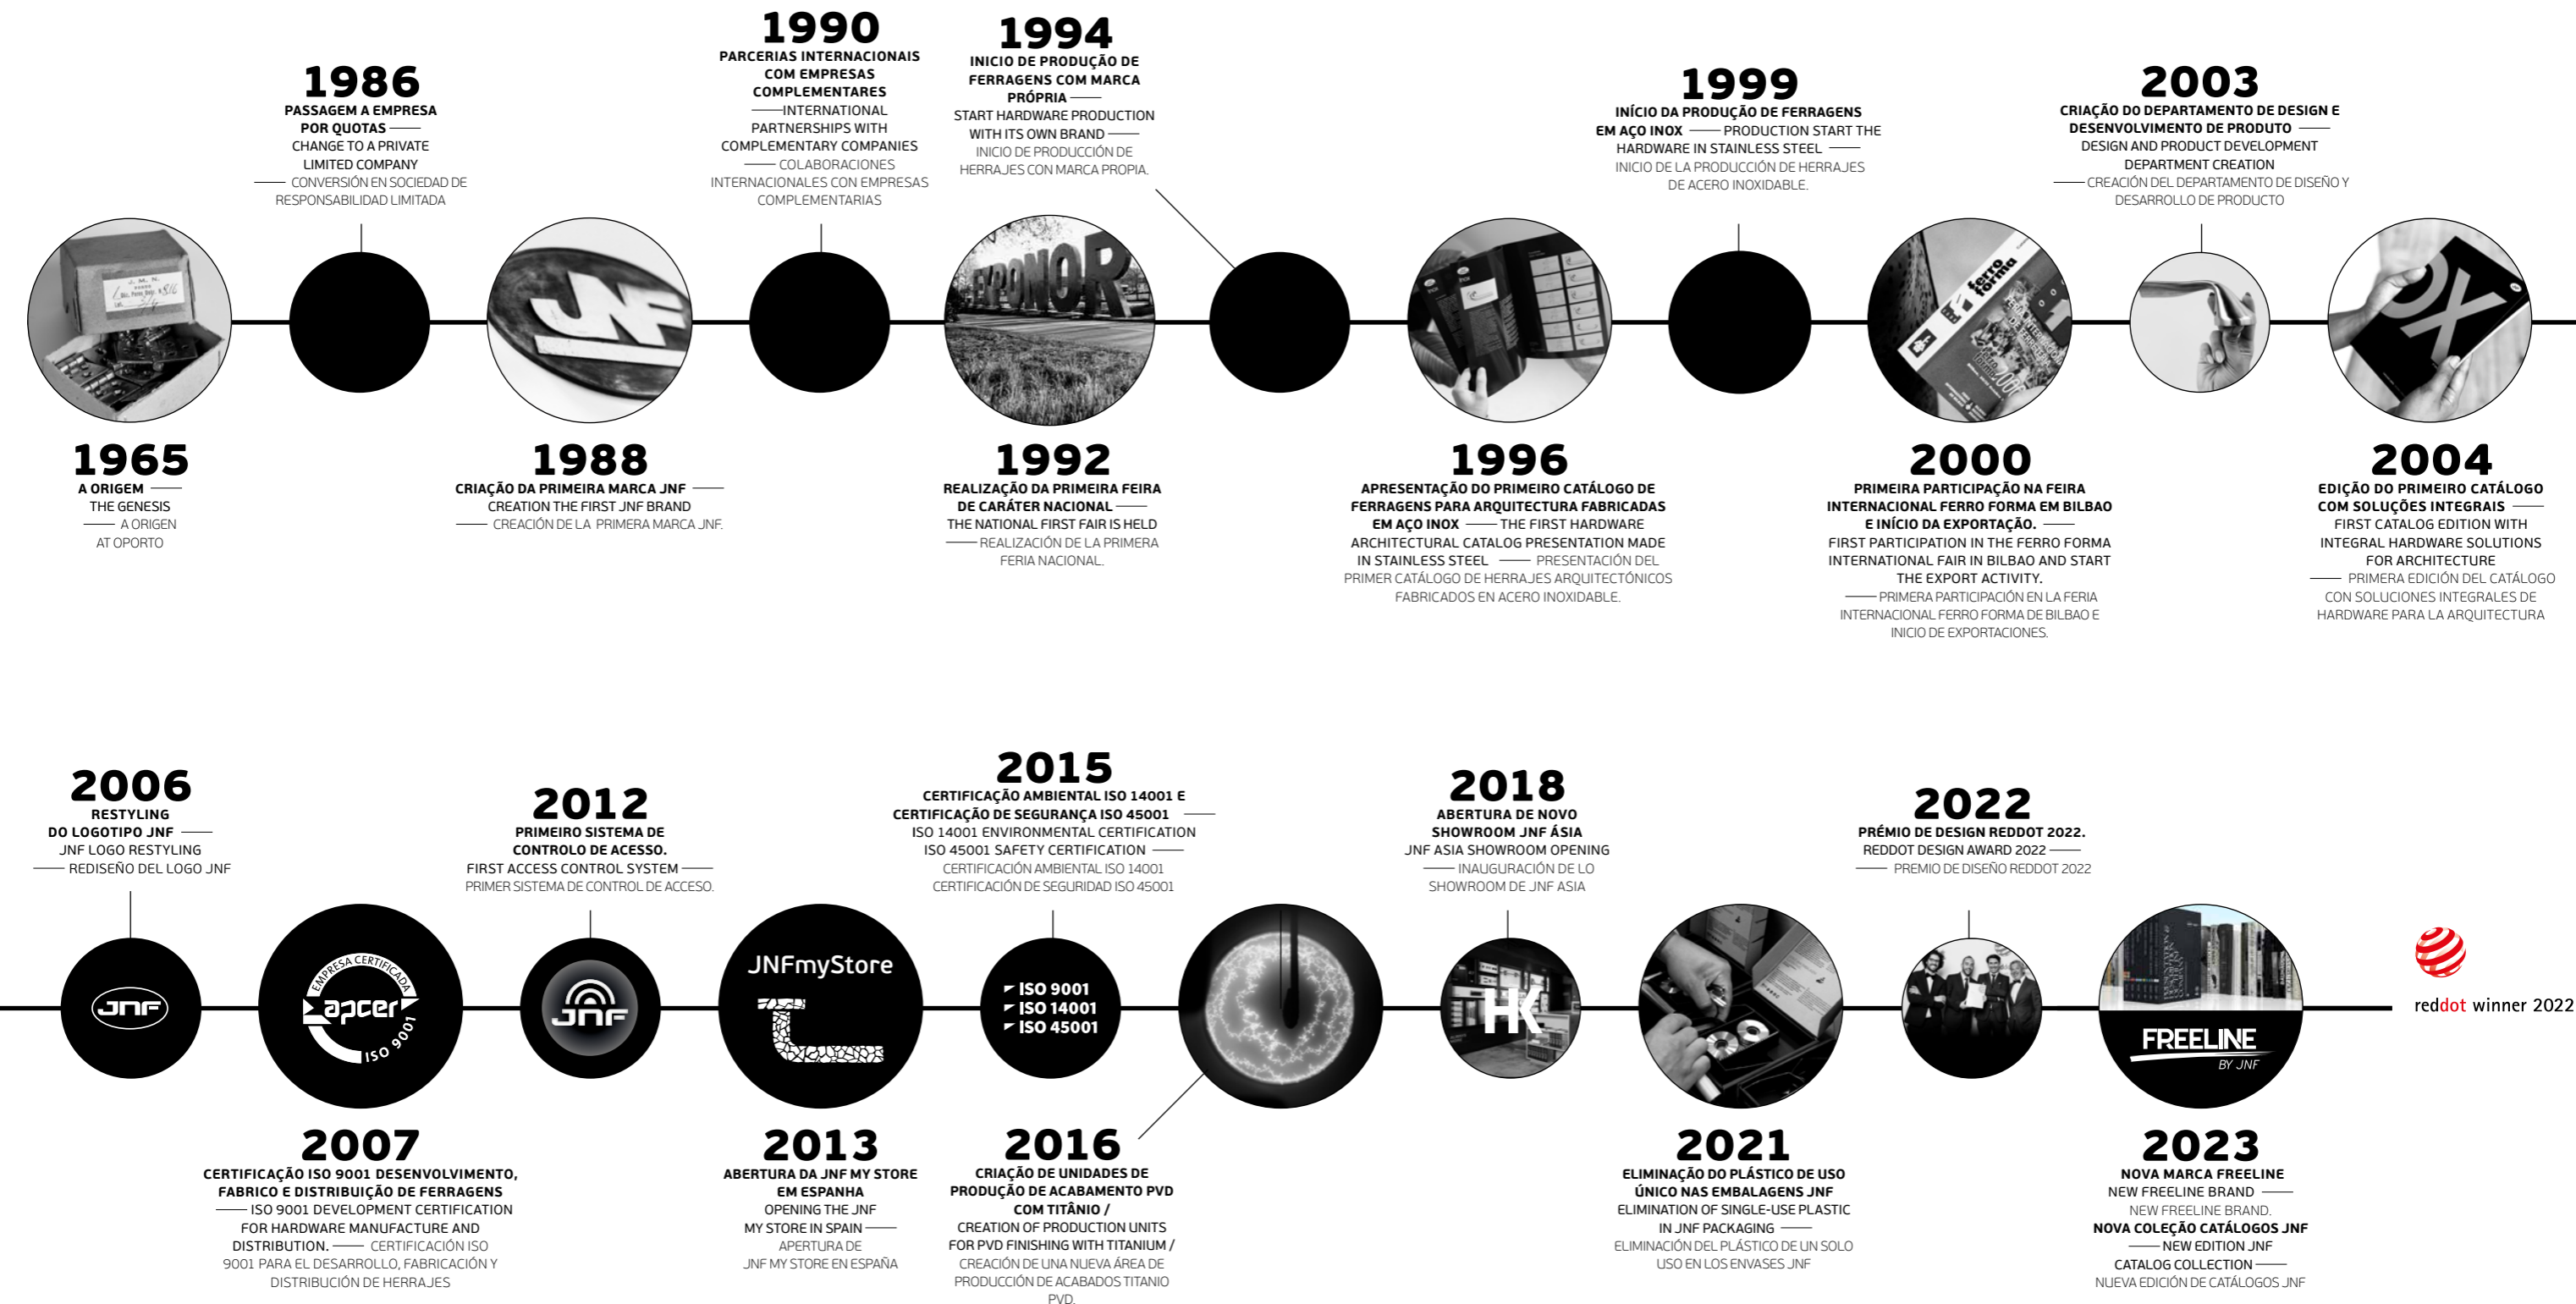 1965
A ORIGEM ——
THE GENESIS
—— A ORIGEN
AT OPORTO
1986
PASSAGEM A EMPRESA
POR QUOTAS ——
CHANGE TO A PRIVATE
LIMITED COMPANY
—— CONVERSIÓN EN SOCIEDAD DE
RESPONSABILIDAD LIMITADA
JNF
1988
CRIAÇÃO DA PRIMEIRA MARCA JNF ——
CREATION THE FIRST JNF BRAND
—— CREACIÓN DE LA PRIMERA MARCA JNF.
1990
PARCERIAS INTERNACIONAIS
COM EMPRESAS
COMPLEMENTARES
——INTERNATIONAL
PARTNERSHIPS WITH
COMPLEMENTARY COMPANIES
—— COLABORACIONES
INTERNACIONALES CON EMPRESAS
COMPLEMENTARIAS
EXPONOR
1992
REALIZAÇÃO DA PRIMEIRA FEIRA
DE CARÁTER NACIONAL ——
THE NATIONAL FIRST FAIR IS HELD
—— REALIZACIÓN DE LA PRIMERA
FERIA NACIONAL.
1994
INICIO DE PRODUÇÃO DE
FERRAGENS COM MARCA
PRÓPRIA ——
START HARDWARE PRODUCTION
WITH ITS OWN BRAND ——
INICIO DE PRODUCCIÓN DE
HERRAJES CON MARCA PROPIA.
1996
APRESENTAÇÃO DO PRIMEIRO CATÁLOGO DE
FERRAGENS PARA ARQUITECTURA FABRICADAS
EM AÇO INOX —— THE FIRST HARDWARE
ARCHITECTURAL CATALOG PRESENTATION MADE
IN STAINLESS STEEL —— PRESENTACIÓN DEL
PRIMER CATÁLOGO DE HERRAJES ARQUITECTÓNICOS
FABRICADOS EN ACERO INOXIDABLE.
1999
INÍCIO DA PRODUÇÃO DE FERRAGENS
EM AÇO INOX —— PRODUCTION START THE
HARDWARE IN STAINLESS STEEL ——
INICIO DE LA PRODUCCIÓN DE HERRAJES
DE ACERO INOXIDABLE.
ferro
forma
2000
PRIMEIRA PARTICIPAÇÃO NA FEIRA
INTERNACIONAL FERRO FORMA EM BILBAO
E INÍCIO DA EXPORTAÇÃO. ——
FIRST PARTICIPATION IN THE FERRO FORMA
INTERNATIONAL FAIR IN BILBAO AND START
THE EXPORT ACTIVITY.
—— PRIMERA PARTICIPACIÓN EN LA FERIA
INTERNACIONAL FERRO FORMA DE BILBAO E
INICIO DE EXPORTACIONES.
2003
CRIAÇÃO DO DEPARTAMENTO DE DESIGN E
DESENVOLVIMENTO DE PRODUTO ——
DESIGN AND PRODUCT DEVELOPMENT
DEPARTMENT CREATION
—— CREACIÓN DEL DEPARTAMENTO DE DISEÑO Y
DESARROLLO DE PRODUCTO
2004
EDIÇÃO DO PRIMEIRO CATÁLOGO
COM SOLUÇÕES INTEGRAIS ——
FIRST CATALOG EDITION WITH
INTEGRAL HARDWARE SOLUTIONS
FOR ARCHITECTURE
—— PRIMERA EDICIÓN DEL CATÁLOGO
CON SOLUCIONES INTEGRALES DE
HARDWARE PARA LA ARQUITECTURA
2006
RESTYLING
DO LOGOTIPO JNF ——
JNF LOGO RESTYLING
—— REDISEÑO DEL LOGO JNF
JNF
EMPRESA CERTIFICADA
apcer
ISO 9001
2007
CERTIFICAÇÃO ISO 9001 DESENVOLVIMENTO,
FABRICO E DISTRIBUIÇÃO DE FERRAGENS
—— ISO 9001 DEVELOPMENT CERTIFICATION
FOR HARDWARE MANUFACTURE AND
DISTRIBUTION. —— CERTIFICACIÓN ISO
9001 PARA EL DESARROLLO, FABRICACIÓN Y
DISTRIBUCIÓN DE HERRAJES
2012
PRIMEIRO SISTEMA DE
CONTROLO DE ACESSO.
FIRST ACCESS CONTROL SYSTEM ——
PRIMER SISTEMA DE CONTROL DE ACCESO.
JNF
JNFmyStore
2013
ABERTURA DA JNF MY STORE
EM ESPANHA
OPENING THE JNF
MY STORE IN SPAIN ——
APERTURA DE
JNF MY STORE EN ESPAÑA
2015
CERTIFICAÇÃO AMBIENTAL ISO 14001 E
CERTIFICAÇÃO DE SEGURANÇA ISO 45001 ——
ISO 14001 ENVIRONMENTAL CERTIFICATION
ISO 45001 SAFETY CERTIFICATION ——
CERTIFICACIÓN AMBIENTAL ISO 14001
CERTIFICACIÓN DE SEGURIDAD ISO 45001
ISO 9001
ISO 14001
ISO 45001
2016
CRIAÇÃO DE UNIDADES DE
PRODUÇÃO DE ACABAMENTO PVD
COM TITÂNIO /
CREATION OF PRODUCTION UNITS
FOR PVD FINISHING WITH TITANIUM /
CREACIÓN DE UNA NUEVA ÁREA DE
PRODUCCIÓN DE ACABADOS TITANIO
PVD.
2018
ABERTURA DE NOVO
SHOWROOM JNF ÁSIA
JNF ASIA SHOWROOM OPENING
—— INAUGURACIÓN DE LO
SHOWROOM DE JNF ASIA
HK
2021
ELIMINAÇÃO DO PLÁSTICO DE USO
ÚNICO NAS EMBALAGENS JNF
ELIMINATION OF SINGLE-USE PLASTIC
IN JNF PACKAGING ——
ELIMINACIÓN DEL PLÁSTICO DE UN SOLO
USO EN LOS ENVASES JNF
2022
PRÉMIO DE DESIGN REDDOT 2022.
REDDOT DESIGN AWARD 2022 ——
—— PREMIO DE DISEÑO REDDOT 2022
FREELINE
BY JNF
2023
NOVA MARCA FREELINE
NEW FREELINE BRAND ——
NEW FREELINE BRAND.
NOVA COLEÇÃO CATÁLOGOS JNF
—— NEW EDITION JNF
CATALOG COLLECTION ——
NUEVA EDICIÓN DE CATÁLOGOS JNF
reddot winner 2022